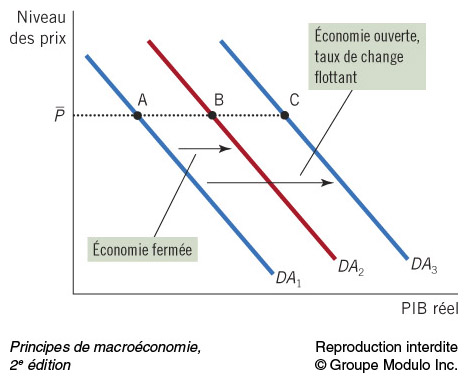 Niveau
des prix
Économie ouverte,
taux de change
flottant
A
B
C
P̅
Économie fermée
DA₁
DA₂
DA₃
PIB réel
Principes de macroéconomie,
2ᵉ édition
Reproduction interdite
© Groupe Modulo Inc.